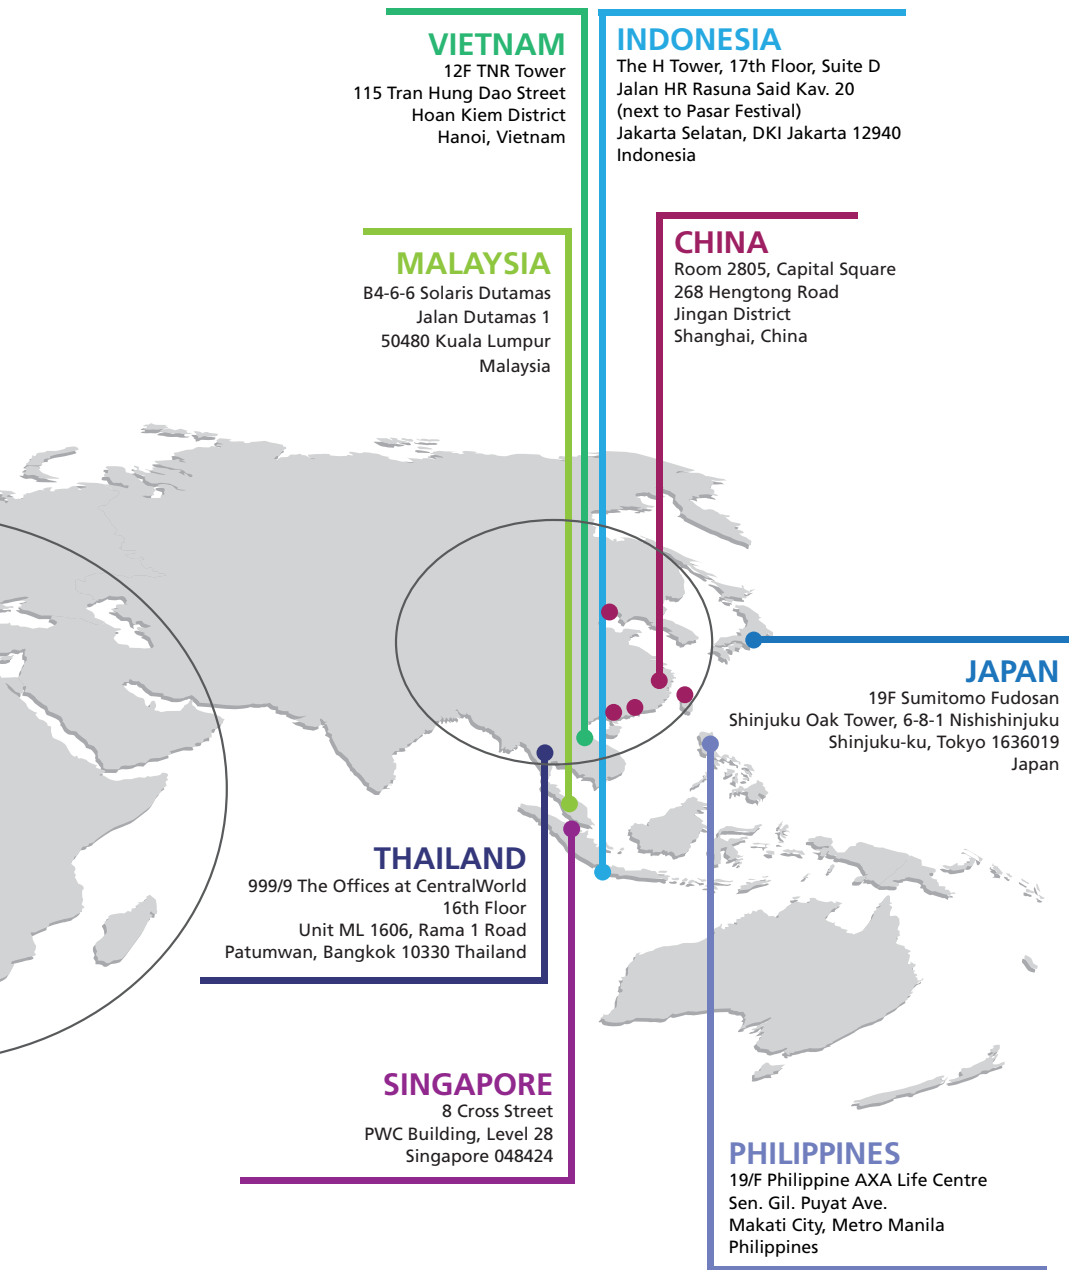 VIETNAM
12F TNR Tower
115 Tran Hung Dao Street
Hoan Kiem District
Hanoi, Vietnam
INDONESIA
The H Tower, 17th Floor, Suite D
Jalan HR Rasuna Said Kav. 20
(next to Pasar Festival)
Jakarta Selatan, DKI Jakarta 12940
Indonesia
MALAYSIA
B4-6-6 Solaris Dutamas
Jalan Dutamas 1
50480 Kuala Lumpur
Malaysia
CHINA
Room 2805, Capital Square
268 Hengtong Road
Jingan District
Shanghai, China
JAPAN
19F Sumitomo Fudosan
Shinjuku Oak Tower, 6-8-1 Nishishinjuku
Shinjuku-ku, Tokyo 1636019
Japan
THAILAND
999/9 The Offices at CentralWorld
16th Floor
Unit ML 1606, Rama 1 Road
Patumwan, Bangkok 10330 Thailand
SINGAPORE
8 Cross Street
PWC Building, Level 28
Singapore 048424
PHILIPPINES
19/F Philippine AXA Life Centre
Sen. Gil. Puyat Ave.
Makati City, Metro Manila
Philippines